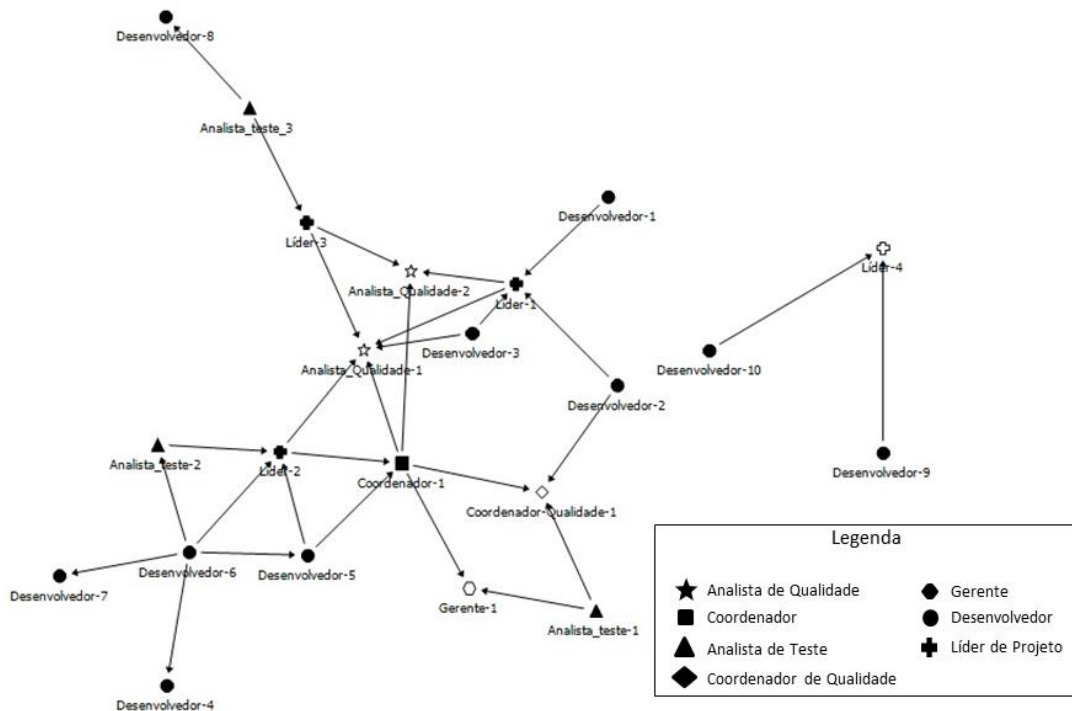 Desenvolvedor-8
Analista_teste_3
Desenvolvedor-1
Líder-3
Líder-4
Analista_Qualidade-2
Líder-1
Desenvolvedor-3
Desenvolvedor-10
Analista_Qualidade-1
Desenvolvedor-2
Analista_teste-2
Líder-2
Desenvolvedor-9
Coordenador-1
Coordenador-Qualidade-1
Desenvolvedor-6
Desenvolvedor-5
Desenvolvedor-7
Gerente-1
Analista_teste-1
Desenvolvedor-4
Legenda
Analista de Qualidade
Gerente
Coordenador
Desenvolvedor
Analista de Teste
Líder de Projeto
Coordenador de Qualidade